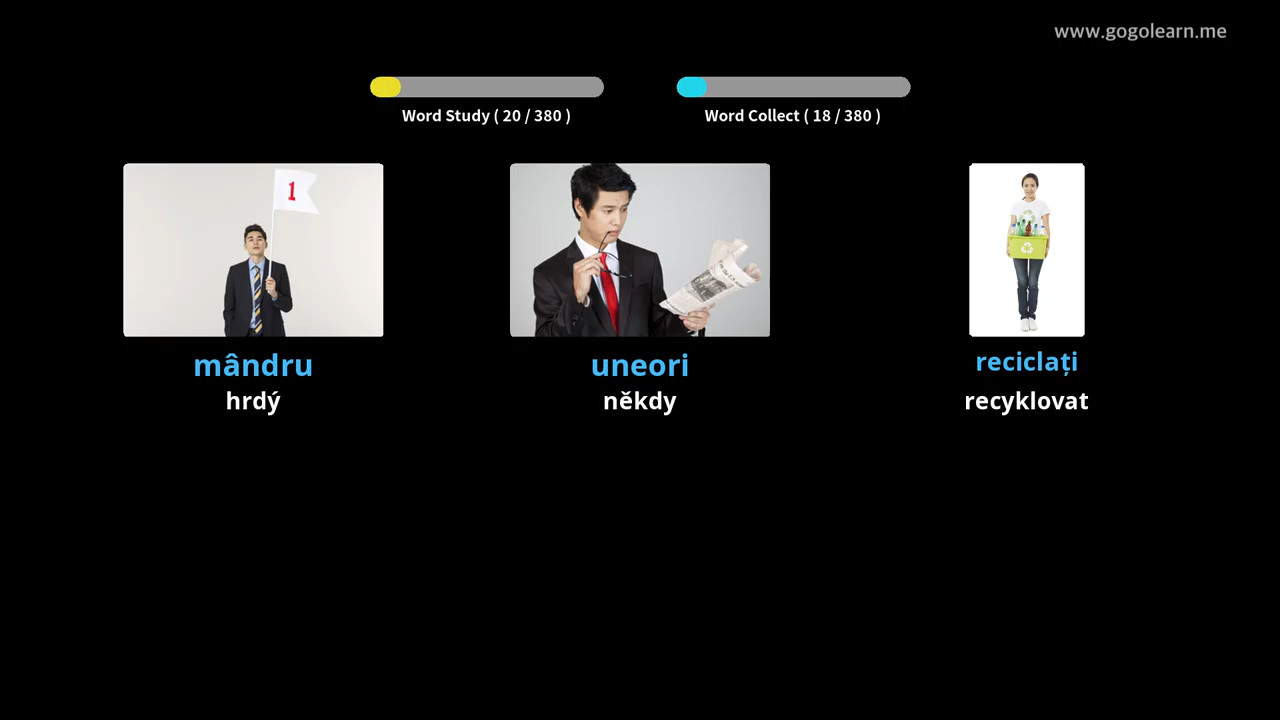 www.gogolearn.me
Word Study ( 20 / 380 )
Word Collect ( 18 / 380 )
1
mândru
uneori
reciclați
hrdý
někdy
recyklovat